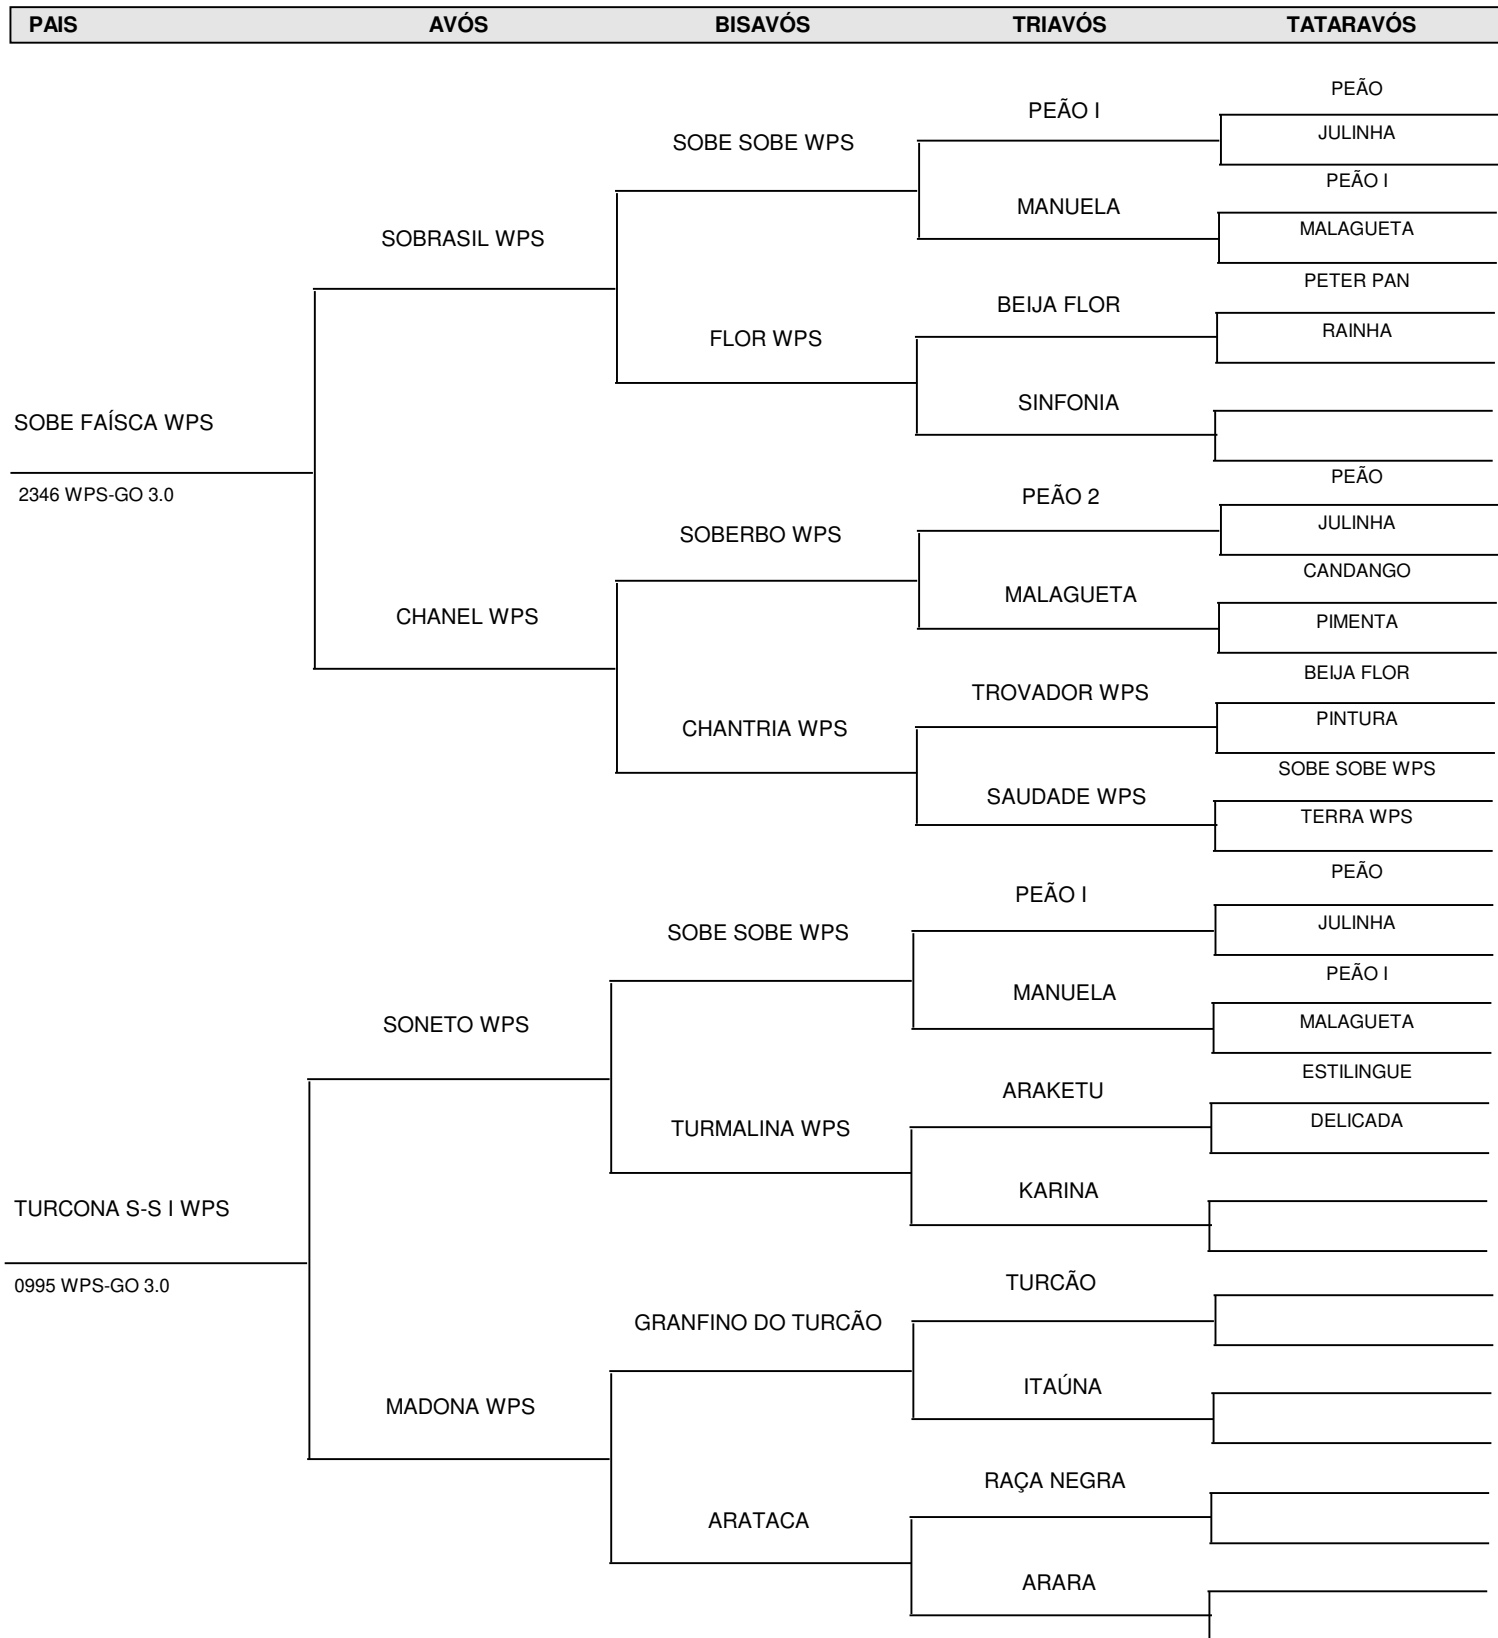 PAIS AVÓS BISAVÓS TRIAVÓS TATARAVÓS
PEÃO
PEÃO I
JULINHA
SOBE SOBE WPS
PEÃO I
MANUELA
MALAGUETA
SOBRASIL WPS
PETER PAN
BEIJA FLOR
RAINHA
FLOR WPS
SINFONIA
SOBE FAÍSCA WPS
PEÃO
2346 WPS-GO 3.0
PEÃO 2
JULINHA
SOBERBO WPS
CANDANGO
MALAGUETA
CHANEL WPS
PIMENTA
BEIJA FLOR
TROVADOR WPS
PINTURA
CHANTRIA WPS
SOBE SOBE WPS
SAUDADE WPS
TERRA WPS
PEÃO
PEÃO I
JULINHA
SOBE SOBE WPS
PEÃO I
MANUELA
MALAGUETA
SONETO WPS
ESTILINGUE
ARAKETU
DELICADA
TURMALINA WPS
KARINA
TURCONA S-S I WPS
TURCÃO
0995 WPS-GO 3.0
GRANFINO DO TURCÃO
ITAÚNA
MADONA WPS
RAÇA NEGRA
ARATACA
ARARA